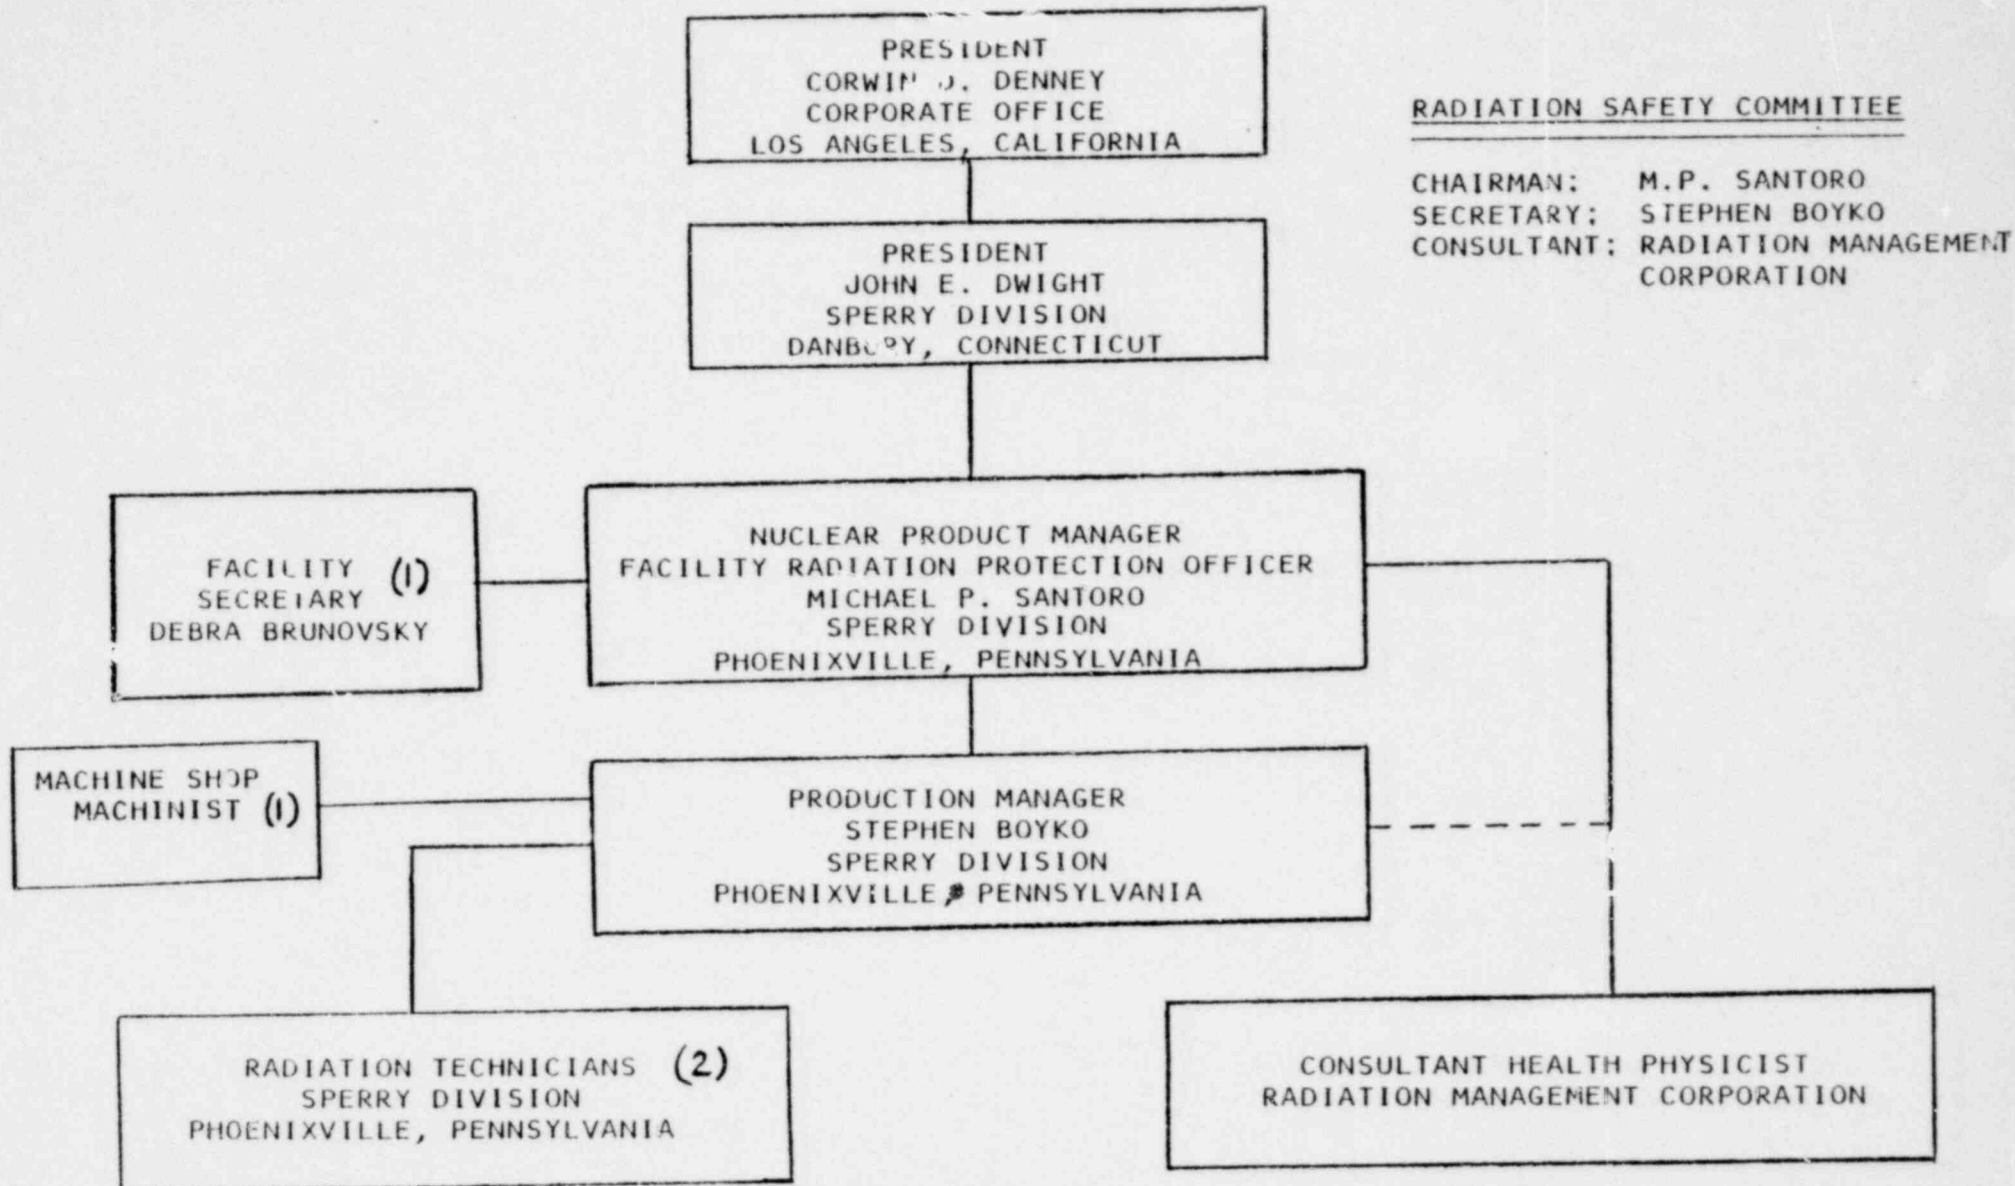 PRESIDENT
CORWIN J. DENNEY
CORPORATE OFFICE
LOS ANGELES, CALIFORNIA
RADIATION SAFETY COMMITTEE
CHAIRMAN: M.P. SANTORO
SECRETARY: STEPHEN BOYKO
CONSULTANT: RADIATION MANAGEMENT
CORPORATION
PRESIDENT
JOHN E. DWIGHT
SPERRY DIVISION
DANBURY, CONNECTICUT
FACILITY (1)
SECRETARY
DEBRA BRUNOVSKY
NUCLEAR PRODUCT MANAGER
FACILITY RADIATION PROTECTION OFFICER
MICHAEL P. SANTORO
SPERRY DIVISION
PHOENIXVILLE, PENNSYLVANIA
MACHINE SHOP
MACHINIST (1)
PRODUCTION MANAGER
STEPHEN BOYKO
SPERRY DIVISION
PHOENIXVILLE, PENNSYLVANIA
RADIATION TECHNICIANS (2)
SPERRY DIVISION
PHOENIXVILLE, PENNSYLVANIA
CONSULTANT HEALTH PHYSICIST
RADIATION MANAGEMENT CORPORATION